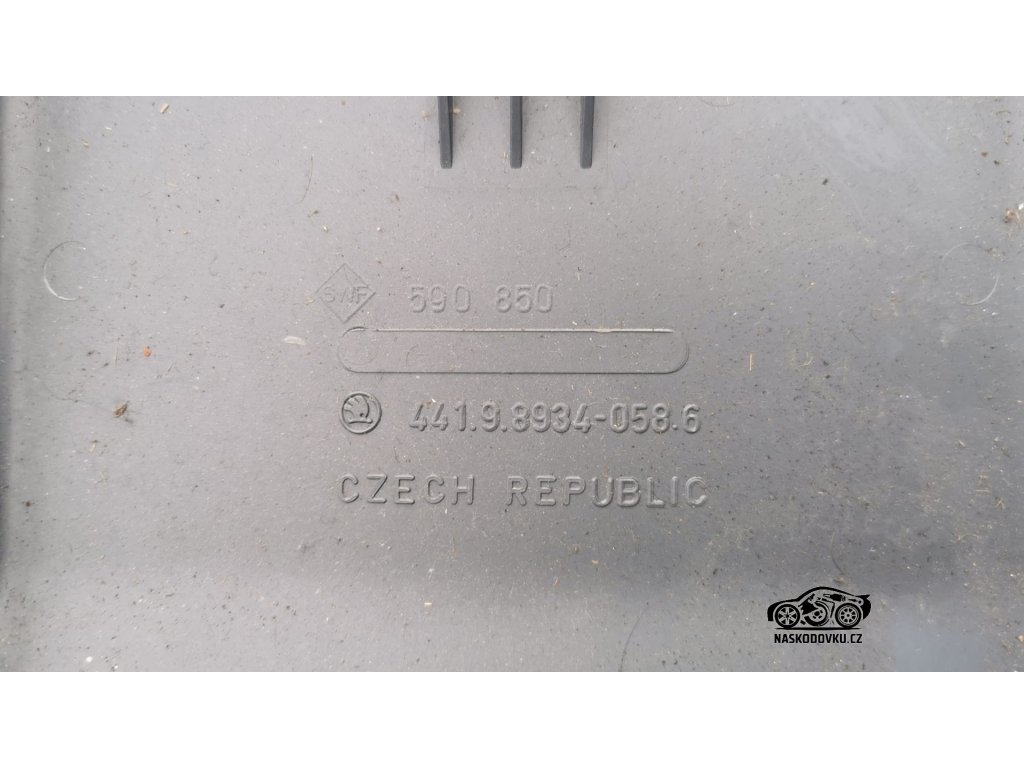 SWF 590 850
441.9.8934-058.6
CZECH REPUBLIC
NASKODOVKU.CZ